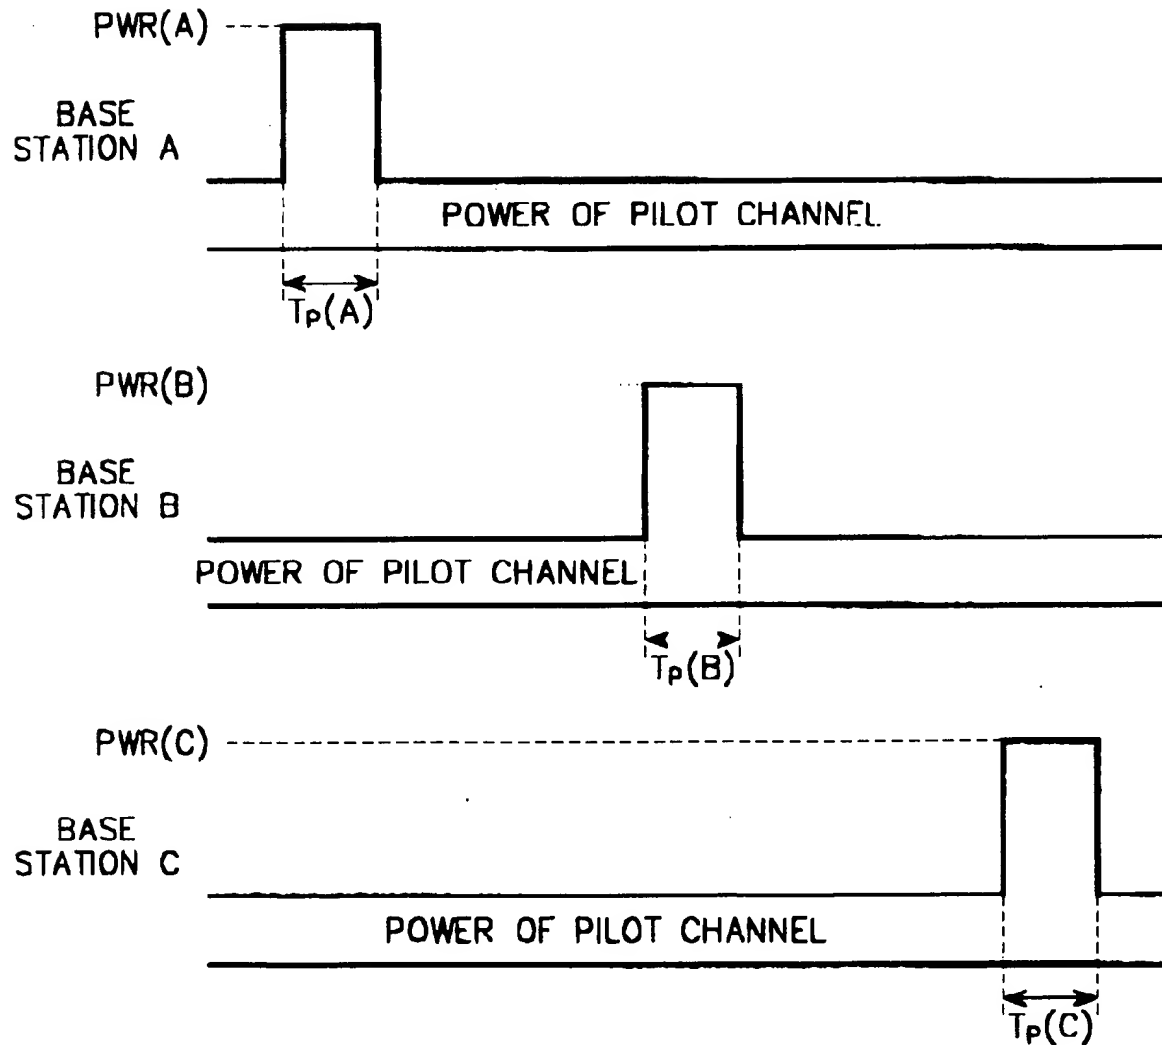 PWR(A)
BASE
STATION A
POWER OF PILOT CHANNEL
Tp(A)
PWR(B)
BASE
STATION B
POWER OF PILOT CHANNEL
Tp(B)
PWR(C)
BASE
STATION C
POWER OF PILOT CHANNEL
Tp(C)